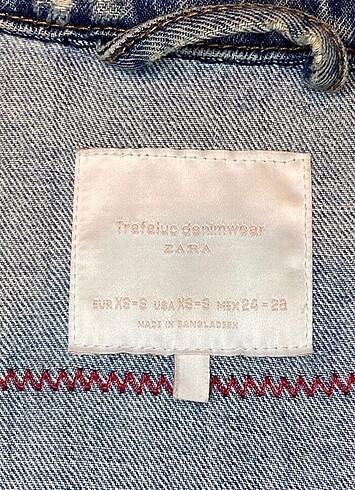 Trafaluc denimwear
ZARA
EUR XS=S USA XS=S MEX 24=28
MADE IN BANGLADESH